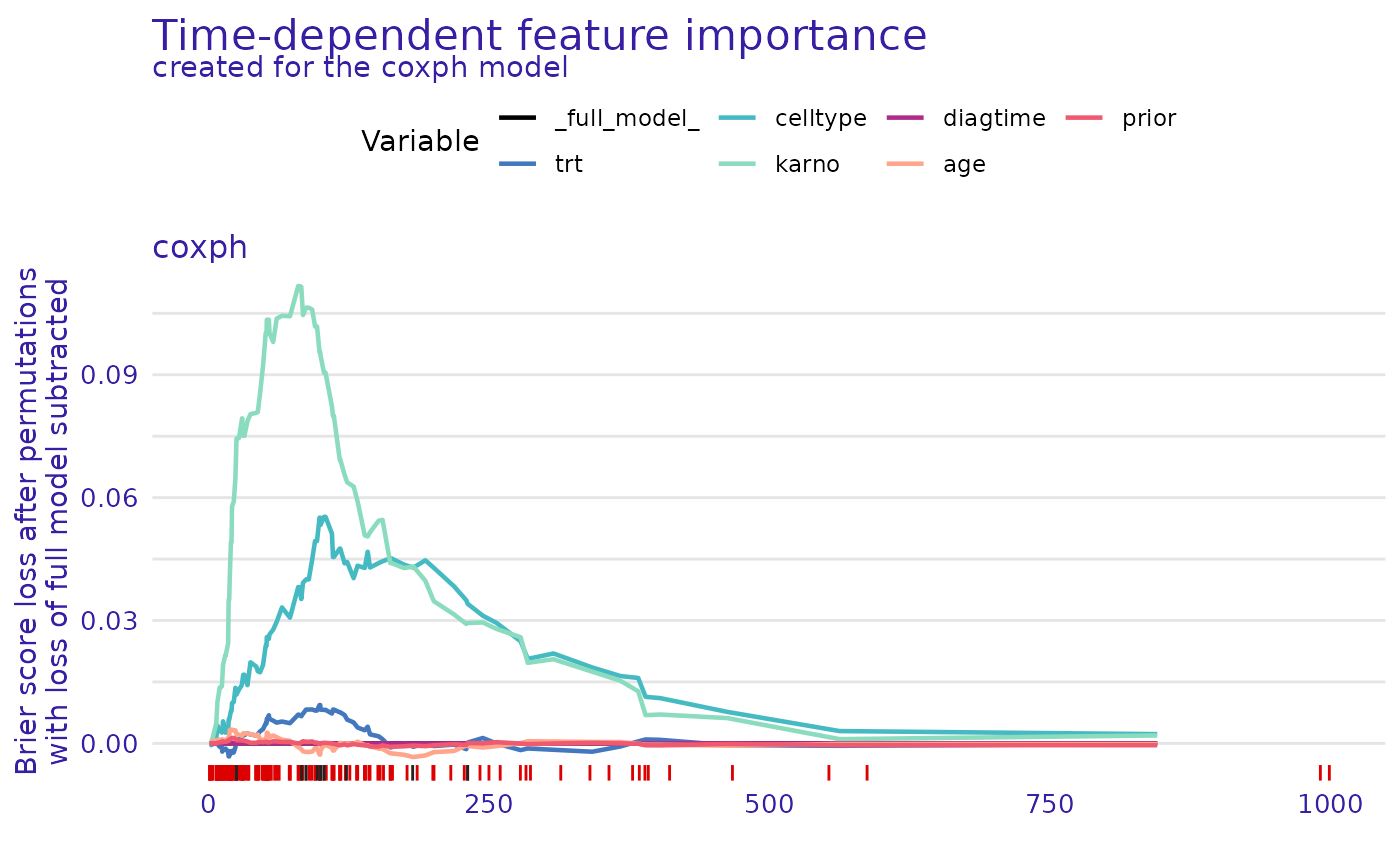 Time-dependent feature importance
created for the coxph model
Variable
_full_model_ celltype diagtime prior
trt karno age
coxph
Brier score loss after permutations
with loss of full model subtracted
0.09
0.06
0.03
0.00
0 250 500 750 1000